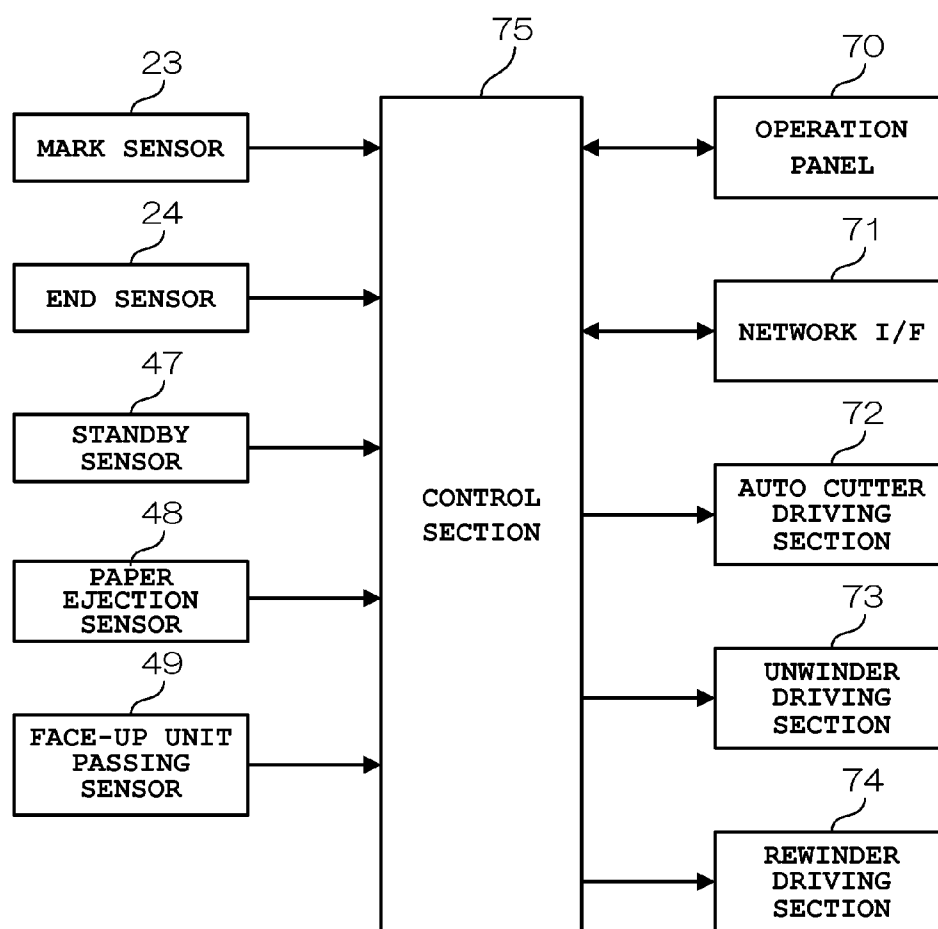 75
23
MARK SENSOR
24
END SENSOR
47
STANDBY
SENSOR
48
PAPER
EJECTION
SENSOR
49
FACE-UP UNIT
PASSING
SENSOR
CONTROL
SECTION
70
OPERATION
PANEL
71
NETWORK I/F
72
AUTO CUTTER
DRIVING
SECTION
73
UNWINDER
DRIVING
SECTION
74
REWINDER
DRIVING
SECTION